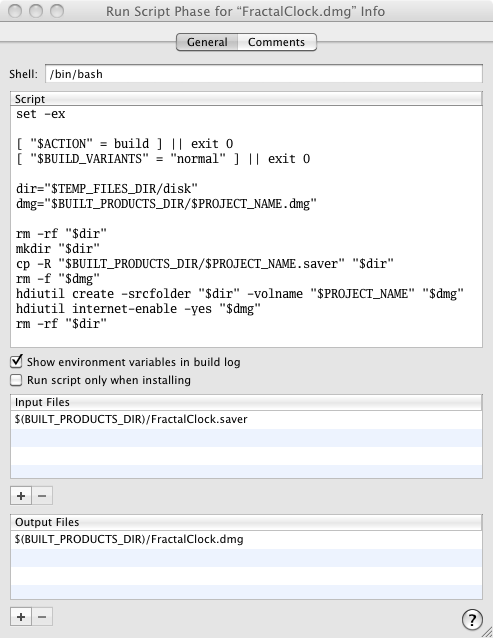 Run Script Phase for “FractalClock.dmg” Info
General Comments
Shell: /bin/bash
Script
set -ex
[ "$ACTION" = build ] || exit 0
[ "$BUILD_VARIANTS" = "normal" ] || exit 0
dir="$TEMP_FILES_DIR/disk"
dmg="$BUILT_PRODUCTS_DIR/$PROJECT_NAME.dmg"
rm -rf "$dir"
mkdir "$dir"
cp -R "$BUILT_PRODUCTS_DIR/$PROJECT_NAME.saver" "$dir"
rm -f "$dmg"
hdiutil create -srcfolder "$dir" -volname "$PROJECT_NAME" "$dmg"
hdiutil internet-enable -yes "$dmg"
rm -rf "$dir"
Show environment variables in build log
Run script only when installing
Input Files
$(BUILT_PRODUCTS_DIR)/FractalClock.saver
+ −
Output Files
$(BUILT_PRODUCTS_DIR)/FractalClock.dmg
+ −
?